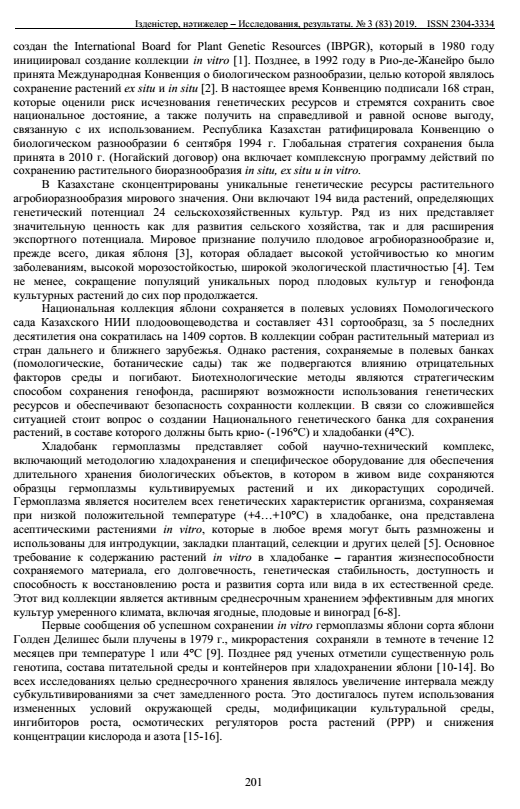 Ізденістер, нәтижелер – Исследования, результаты. № 3 (83) 2019. ISSN 2304-3334
создан the International Board for Plant Genetic Resources (IBPGR), который в 1980 году
инициировал создание коллекции in vitro [1]. Позднее, в 1992 году в Рио-де-Жанейро было
принята Международная Конвенция о биологическом разнообразии, целью которой являлось
сохранение растений ex situ и in situ [2]. В настоящее время Конвенцию подписали 168 стран,
которые оценили риск исчезновения генетических ресурсов и стремятся сохранить свое
национальное достояние, а также получить на справедливой и равной основе выгоду,
связанную с их использованием. Республика Казахстан ратифицировала Конвенцию о
биологическом разнообразии 6 сентября 1994 г. Глобальная стратегия сохранения была
принята в 2010 г. (Ногайский договор) она включает комплексную программу действий по
сохранению растительного биоразнообразия in situ, ex situ и in vitro.
В Казахстане сконцентрированы уникальные генетические ресурсы растительного
агробиоразнообразия мирового значения. Они включают 194 вида растений, определяющих
генетический потенциал 24 сельскохозяйственных культур. Ряд из них представляет
значительную ценность как для развития сельского хозяйства, так и для расширения
экспортного потенциала. Мировое признание получило плодовое агробиоразнообразие и,
прежде всего, дикая яблоня [3], которая обладает высокой устойчивостью ко многим
заболеваниям, высокой морозостойкостью, широкой экологической пластичностью [4]. Тем
не менее, сокращение популяций уникальных пород плодовых культур и генофонда
культурных растений до сих пор продолжается.
Национальная коллекция яблони сохраняется в полевых условиях Помологического
сада Казахского НИИ плодоовощеводства и составляет 431 сортообразц, за 5 последних
десятилетия она сократилась на 1409 сортов. В коллекции собран растительный материал из
стран дальнего и ближнего зарубежья. Однако растения, сохраняемые в полевых банках
(помологические, ботанические сады) так же подвергаются влиянию отрицательных
факторов среды и погибают. Биотехнологические методы являются стратегическим
способом сохранения генофонда, расширяют возможности использования генетических
ресурсов и обеспечивают безопасность сохранности коллекции. В связи со сложившейся
ситуацией стоит вопрос о создании Национального генетического банка для сохранения
растений, в составе которого должны быть крио- (-196°С) и хладобанки (4°С).
Хладобанк гермоплазмы представляет собой научно-технический комплекс,
включающий методологию хладохранения и специфическое оборудование для обеспечения
длительного хранения биологических объектов, в котором в живом виде сохраняются
образцы гермоплазмы культивируемых растений и их дикорастущих сородичей.
Гермоплазма является носителем всех генетических характеристик организма, сохраняемая
при низкой положительной температуре (+4…+10°С) в хладобанке, она представлена
асептическими растениями in vitro, которые в любое время могут быть размножены и
использованы для интродукции, закладки плантаций, селекции и других целей [5]. Основное
требование к содержанию растений in vitro в хладобанке – гарантия жизнеспособности
сохраняемого материала, его долговечность, генетическая стабильность, доступность и
способность к восстановлению роста и развития сорта или вида в их естественной среде.
Этот вид коллекция является активным среднесрочным хранением эффективным для многих
культур умеренного климата, включая ягодные, плодовые и виноград [6-8].
Первые сообщения об успешном сохранении in vitro гермоплазмы яблони сорта яблони
Голден Делишес были плучены в 1979 г., микрорастения сохраняли в темноте в течение 12
месяцев при температуре 1 или 4°С [9]. Позднее ряд ученых отметили существенную роль
генотипа, состава питательной среды и контейнеров при хладохранении яблони [10-14]. Во
всех исследованиях целью среднесрочного хранения являлось увеличение интервала между
субкультивированиями за счет замедленного роста. Это достигалось путем использования
измененных условий окружающей среды, модифицикации культуральной среды,
ингибиторов роста, осмотических регуляторов роста растений (РРР) и снижения
концентрации кислорода и азота [15-16].
201